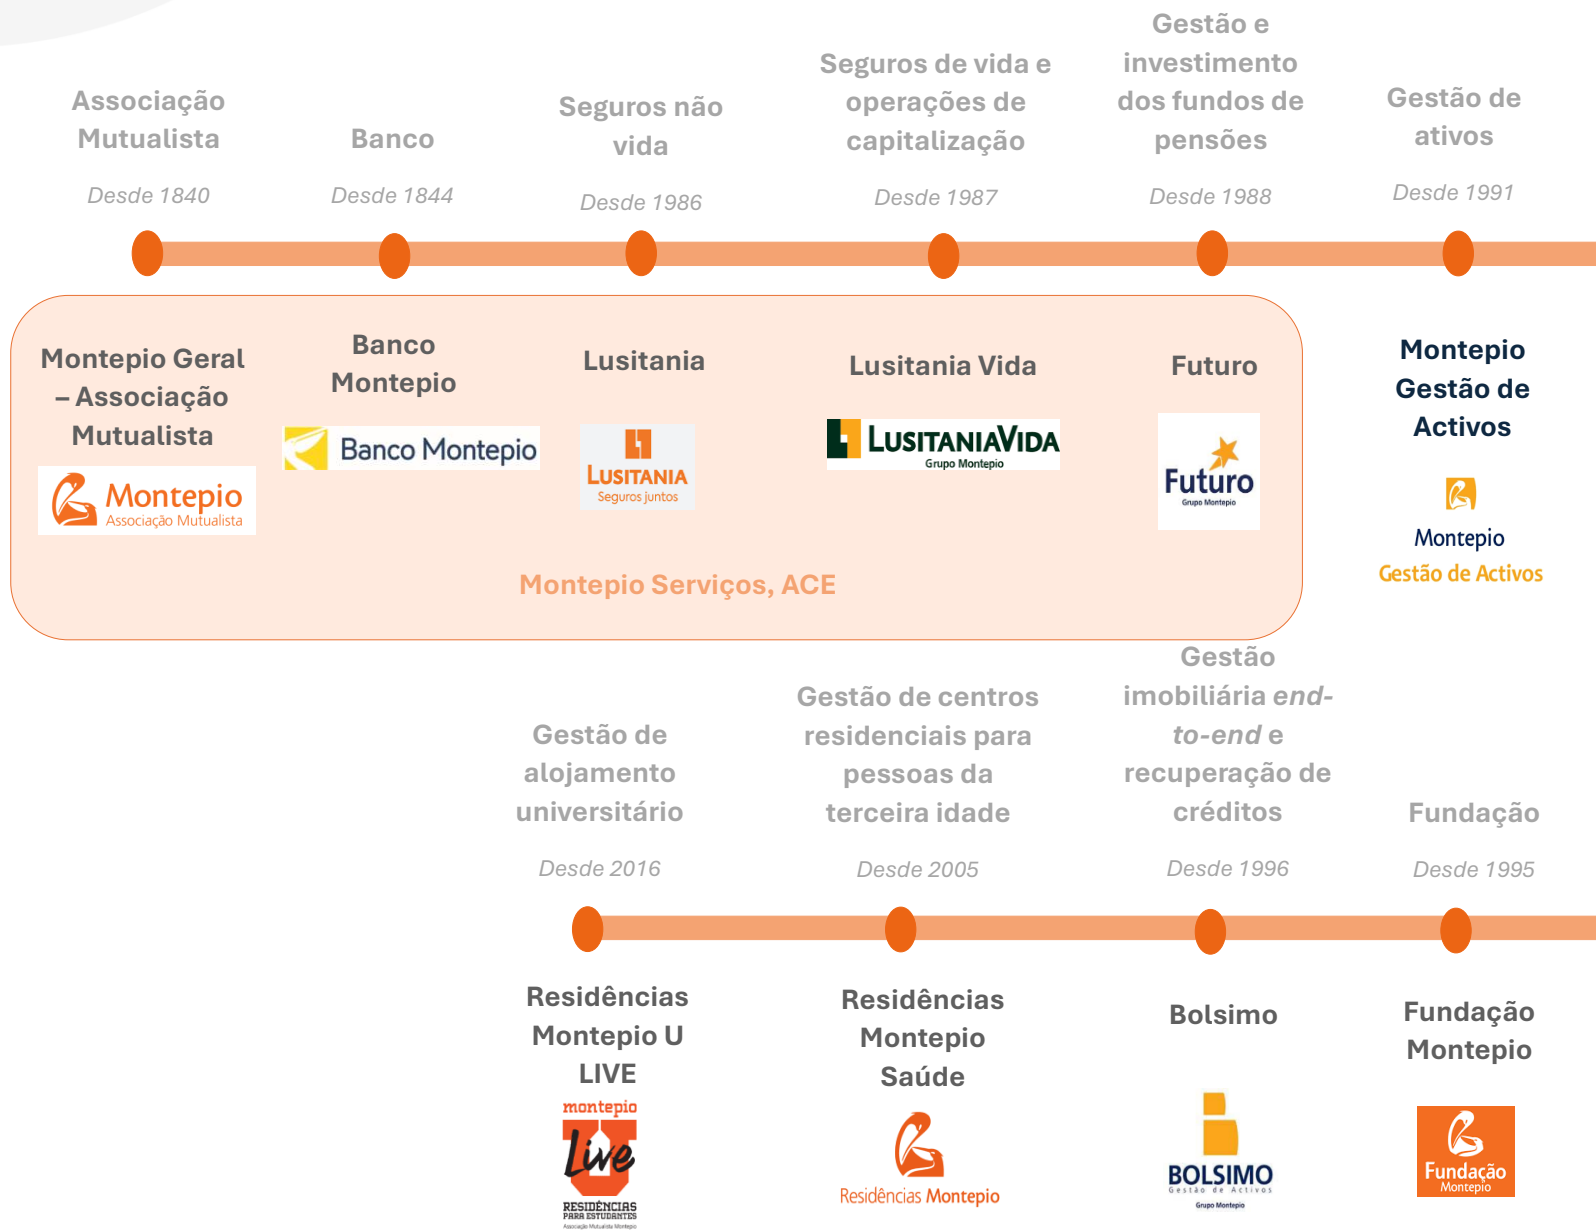 Associação
Mutualista
Desde 1840
Banco
Desde 1844
Seguros não
vida
Desde 1986
Seguros de vida e
operações de
capitalização
Desde 1987
Gestão e
investimento
dos fundos de
pensões
Desde 1988
Gestão de
ativos
Desde 1991
Montepio Geral
– Associação
Mutualista
Montepio
Associação Mutualista
Banco
Montepio
Banco Montepio
Lusitania
LUSITANIA
Seguros juntos
Lusitania Vida
LUSITANIAVIDA
Grupo Montepio
Futuro
Futuro
Grupo Montepio
Montepio
Gestão de
Activos
Montepio
Gestão de Activos
Montepio Serviços, ACE
Gestão de
alojamento
universitário
Desde 2016
Gestão de centros
residenciais para
pessoas da
terceira idade
Desde 2005
Gestão
imobiliária end-
to-end e
recuperação de
créditos
Desde 1996
Fundação
Desde 1995
Residências
Montepio U
LIVE
montepio
U
Live
RESIDÊNCIAS
PARA ESTUDANTES
Associação Mutualista Montepio
Residências
Montepio
Saúde
Residências Montepio
Bolsimo
BOLSIMO
Gestão de Activos
Grupo Montepio
Fundação
Montepio
Fundação
Montepio